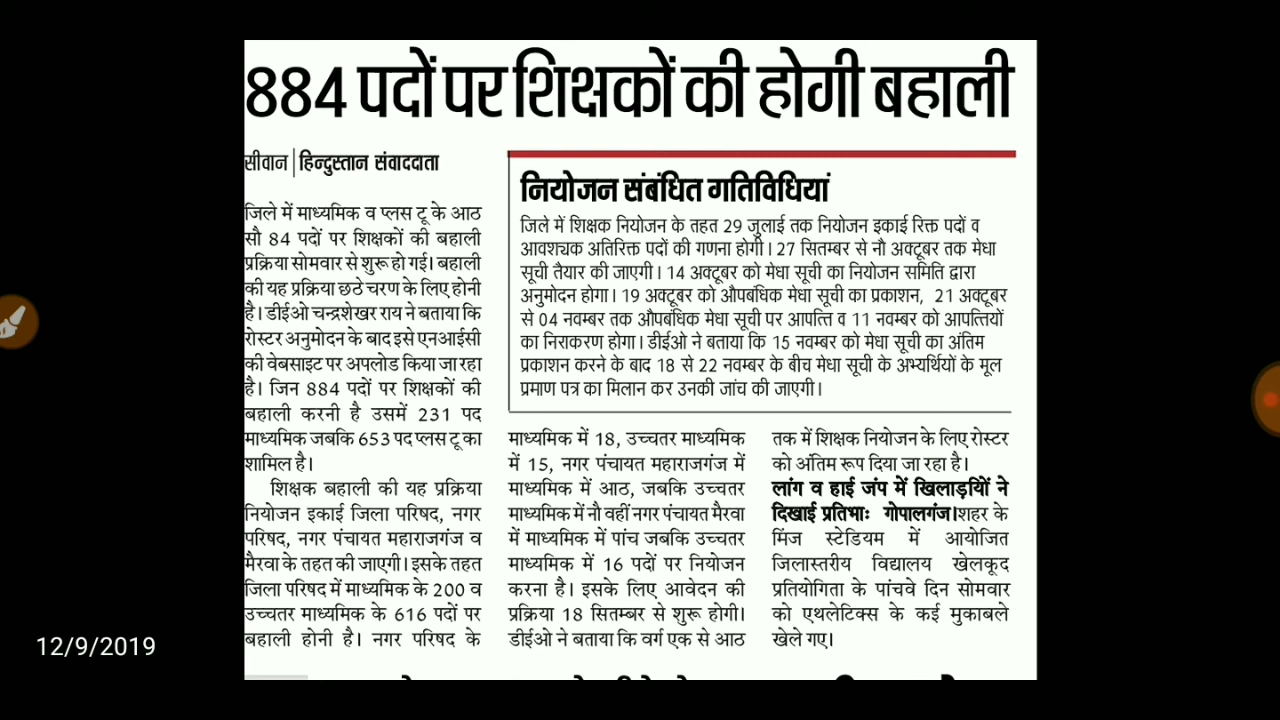 884 पदों पर शिक्षकों की होगी बहाली
सीवान | हिन्दुस्तान संवाददाता
जिले में माध्यमिक व प्लस टू के आठ
सौ 84 पदों पर शिक्षकों की बहाली
प्रक्रिया सोमवार से शुरू हो गई। बहाली
की यह प्रक्रिया छठे चरण के लिए होनी
है। डीईओ चन्द्रशेखर राय ने बताया कि
रोस्टर अनुमोदन के बाद इसे एनआईसी
की वेबसाइट पर अपलोड किया जा रहा
है। जिन 884 पदों पर शिक्षकों की
बहाली करनी है उसमें 231 पद
माध्यमिक जबकि 653 पद प्लस टू का
शामिल है।
शिक्षक बहाली की यह प्रक्रिया
नियोजन इकाई जिला परिषद, नगर
परिषद, नगर पंचायत महाराजगंज व
मैरवा के तहत की जाएगी। इसके तहत
जिला परिषद में माध्यमिक के 200 व
उच्चतर माध्यमिक के 616 पदों पर
बहाली होनी है। नगर परिषद के
नियोजन संबंधित गतिविधियां
जिले में शिक्षक नियोजन के तहत 29 जुलाई तक नियोजन इकाई रिक्त पदों व
आवश्यक अतिरिक्त पदों की गणना होगी। 27 सितम्बर से नौ अक्टूबर तक मेधा
सूची तैयार की जाएगी। 14 अक्टूबर को मेधा सूची का नियोजन समिति द्वारा
अनुमोदन होगा। 19 अक्टूबर को औपबंधिक मेधा सूची का प्रकाशन, 21 अक्टूबर
से 04 नवम्बर तक औपबंधिक मेधा सूची पर आपत्ति व 11 नवम्बर को आपत्तियों
का निराकरण होगा। डीईओ ने बताया कि 15 नवम्बर को मेधा सूची का अंतिम
प्रकाशन करने के बाद 18 से 22 नवम्बर के बीच मेधा सूची के अभ्यर्थियों के मूल
प्रमाण पत्र का मिलान कर उनकी जांच की जाएगी।
माध्यमिक में 18, उच्चतर माध्यमिक
में 15, नगर पंचायत महाराजगंज में
माध्यमिक में आठ, जबकि उच्चतर
माध्यमिक में नौ वहीं नगर पंचायत मैरवा
में माध्यमिक में पांच जबकि उच्चतर
माध्यमिक में 16 पदों पर नियोजन
करना है। इसके लिए आवेदन की
प्रक्रिया 18 सितम्बर से शुरू होगी।
डीईओ ने बताया कि वर्ग एक से आठ
तक में शिक्षक नियोजन के लिए रोस्टर
को अंतिम रूप दिया जा रहा है।
लांग व हाई जंप में खिलाड़ियों ने
दिखाई प्रतिभाः गोपालगंज।शहर के
मिंज स्टेडियम में आयोजित
जिलास्तरीय विद्यालय खेलकूद
प्रतियोगिता के पांचवे दिन सोमवार
को एथलेटिक्स के कई मुकाबले
खेले गए।
12/9/2019